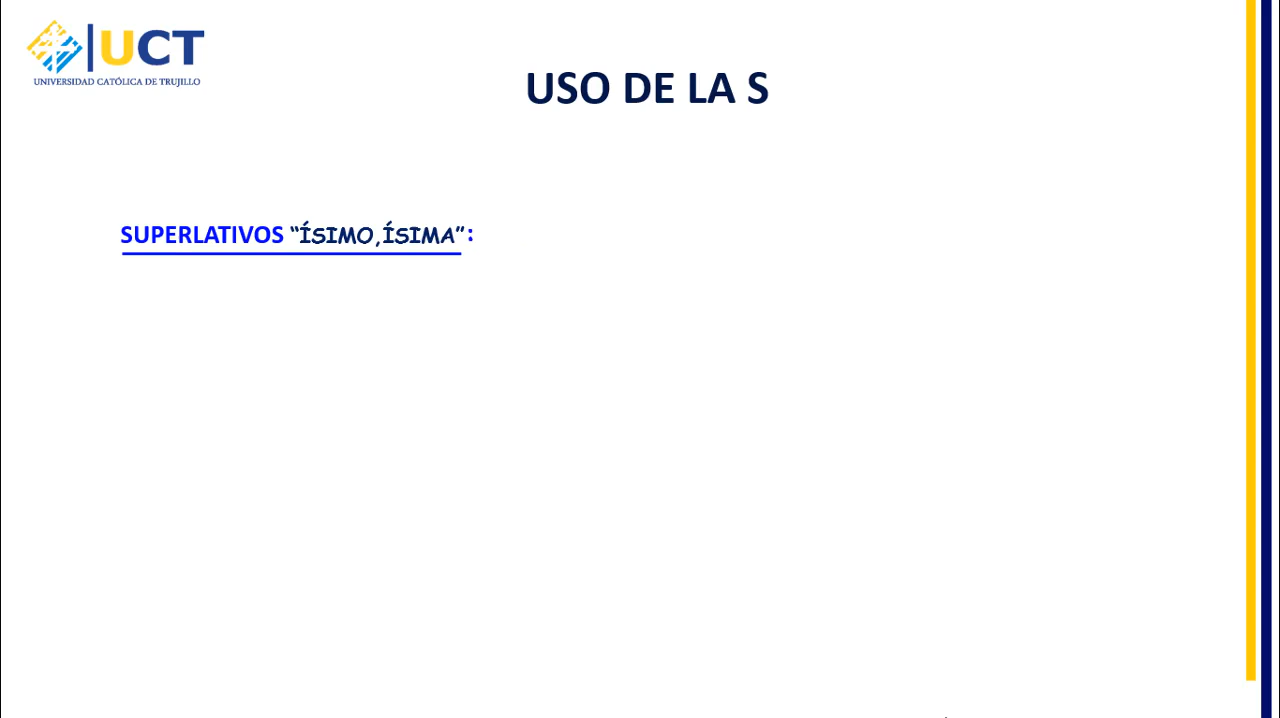 UCT
UNIVERSIDAD CATÓLICA DE TRUJILLO
USO DE LA S
SUPERLATIVOS “ÍSIMO,ÍSIMA”: